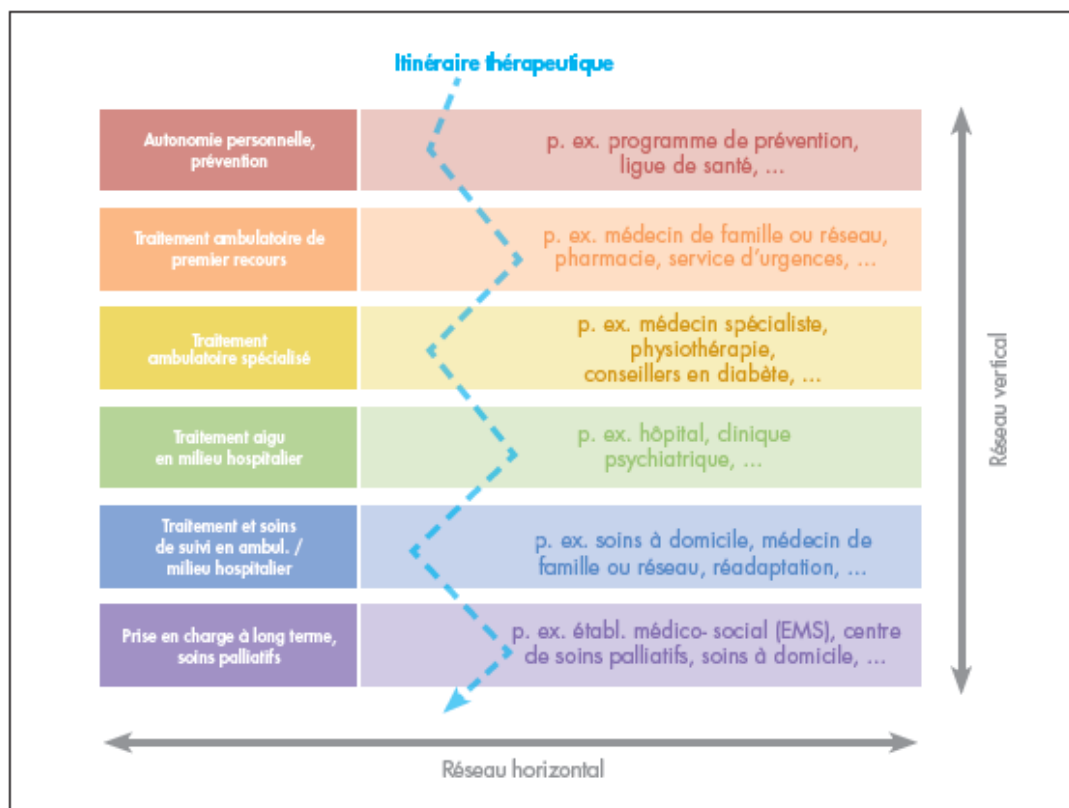 Itinéraire thérapeutique
Autonomie personnelle,
prévention
p. ex. programme de prévention,
ligue de santé, ...
Traitement ambulatoire de
premier recours
p. ex. médecin de famille ou réseau,
pharmacie, service d'urgences, ...
Traitement
ambulatoire spécialisé
p. ex. médecin spécialiste,
physiothérapie,
conseillers en diabète, ...
Traitement aigu
en milieu hospitalier
p. ex. hôpital, clinique
psychiatrique, ...
Traitement et soins
de suivi en ambul. /
milieu hospitalier
p. ex. soins à domicile, médecin de
famille ou réseau, réadaptation, ...
Prise en charge à long terme,
soins palliatifs
p. ex. établ. médico- social (EMS), centre
de soins palliatifs, soins à domicile, ...
Réseau vertical
Réseau horizontal